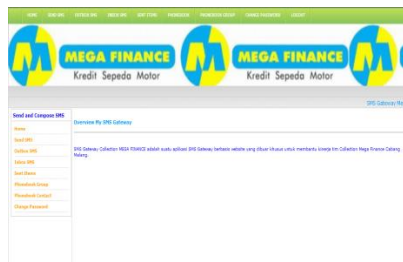 HOME SEND SMS OUTBOX SMS INBOX SMS SENT ITEMS PHONEBOOK PHONEBOOK GROUP CHANGE PASSWORD LOGOUT
MEGA FINANCE
Kredit Sepeda Motor
MEGA FINANCE
Kredit Sepeda Motor
SMS Gateway Me
Send and Compose SMS
Overview My SMS Gateway
Home
Send SMS
Outbox SMS
Inbox SMS
Sent Items
Phonebook Group
Phonebook Contact
Change Password
SMS Gateway Collection MEGA FINANCE adalah suatu aplikasi SMS Gateway berbasis website yang dibuat khusus untuk membantu kinerja tim Collection Mega Finance Cabang
Malang.